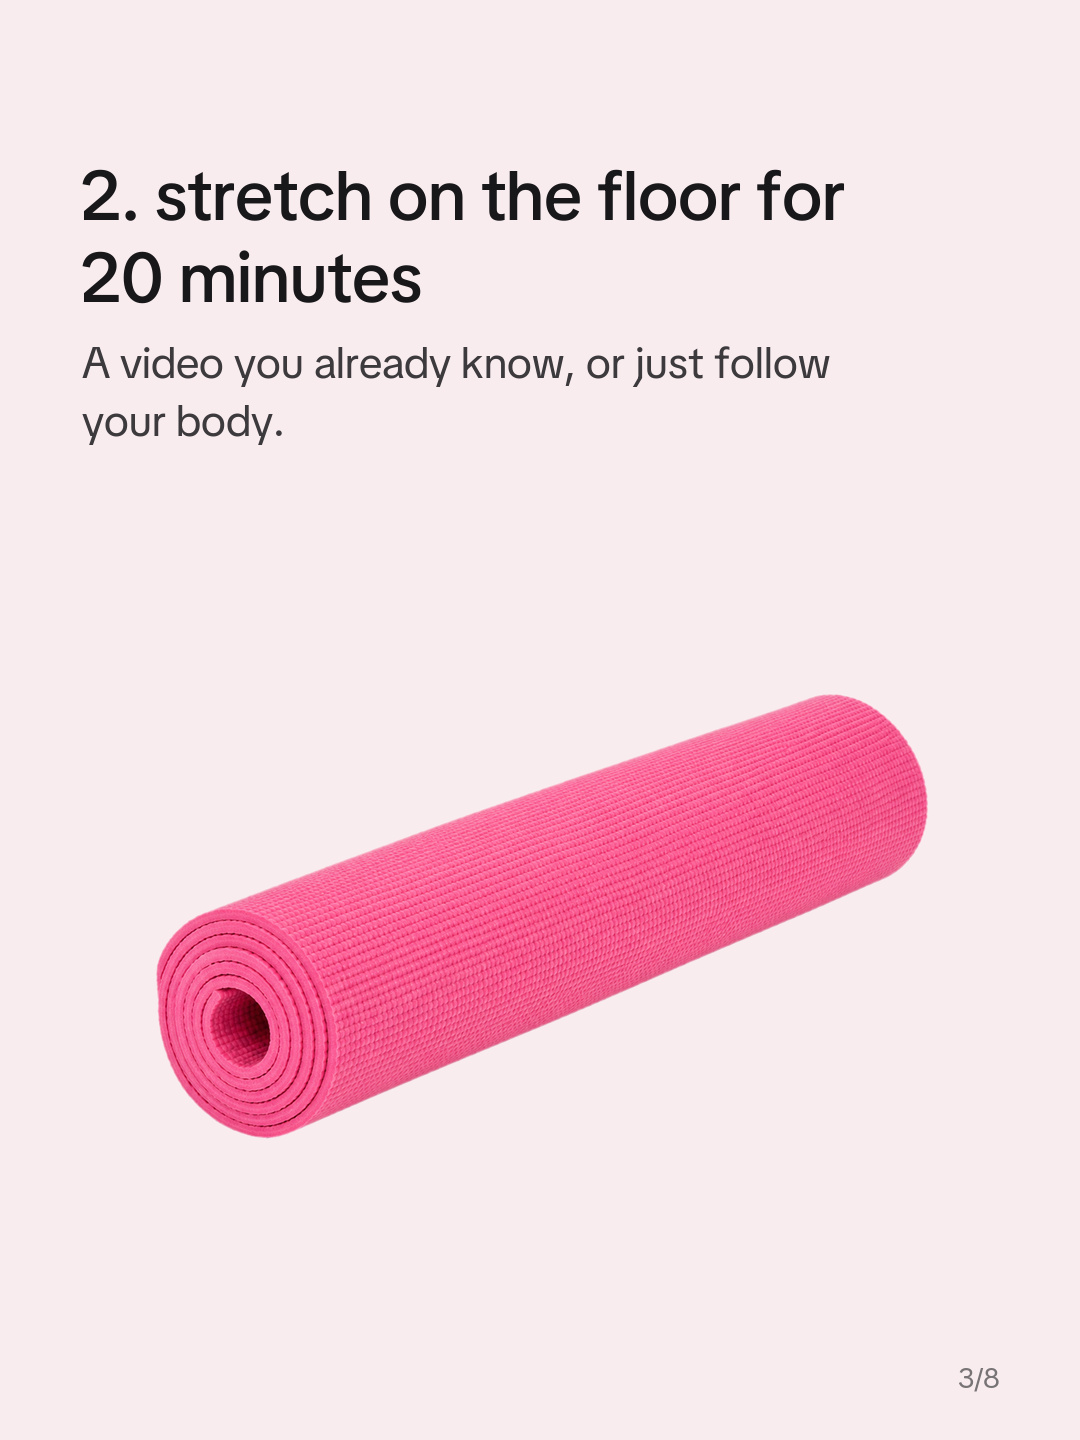 2. stretch on the floor for
20 minutes
A video you already know, or just follow
your body.
3/8